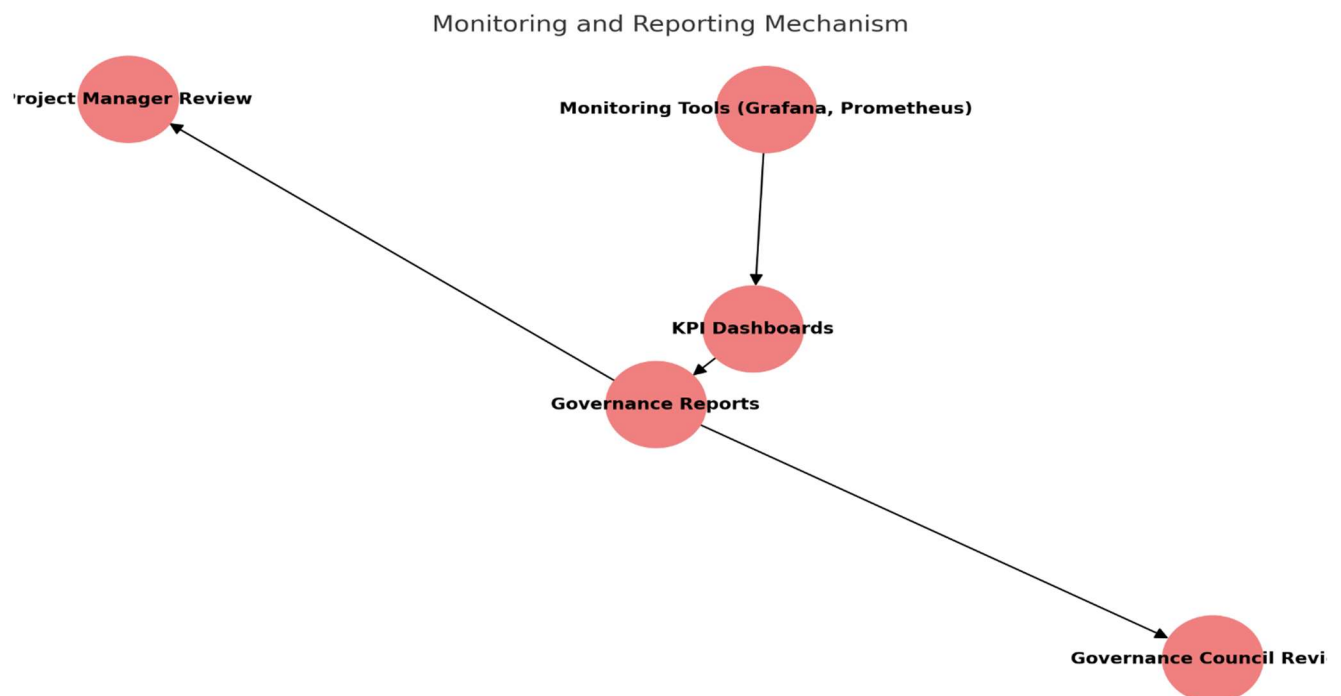 Monitoring and Reporting Mechanism
roject Manager Review
Monitoring Tools (Grafana, Prometheus)
KPI Dashboards
Governance Reports
Governance Council Revi